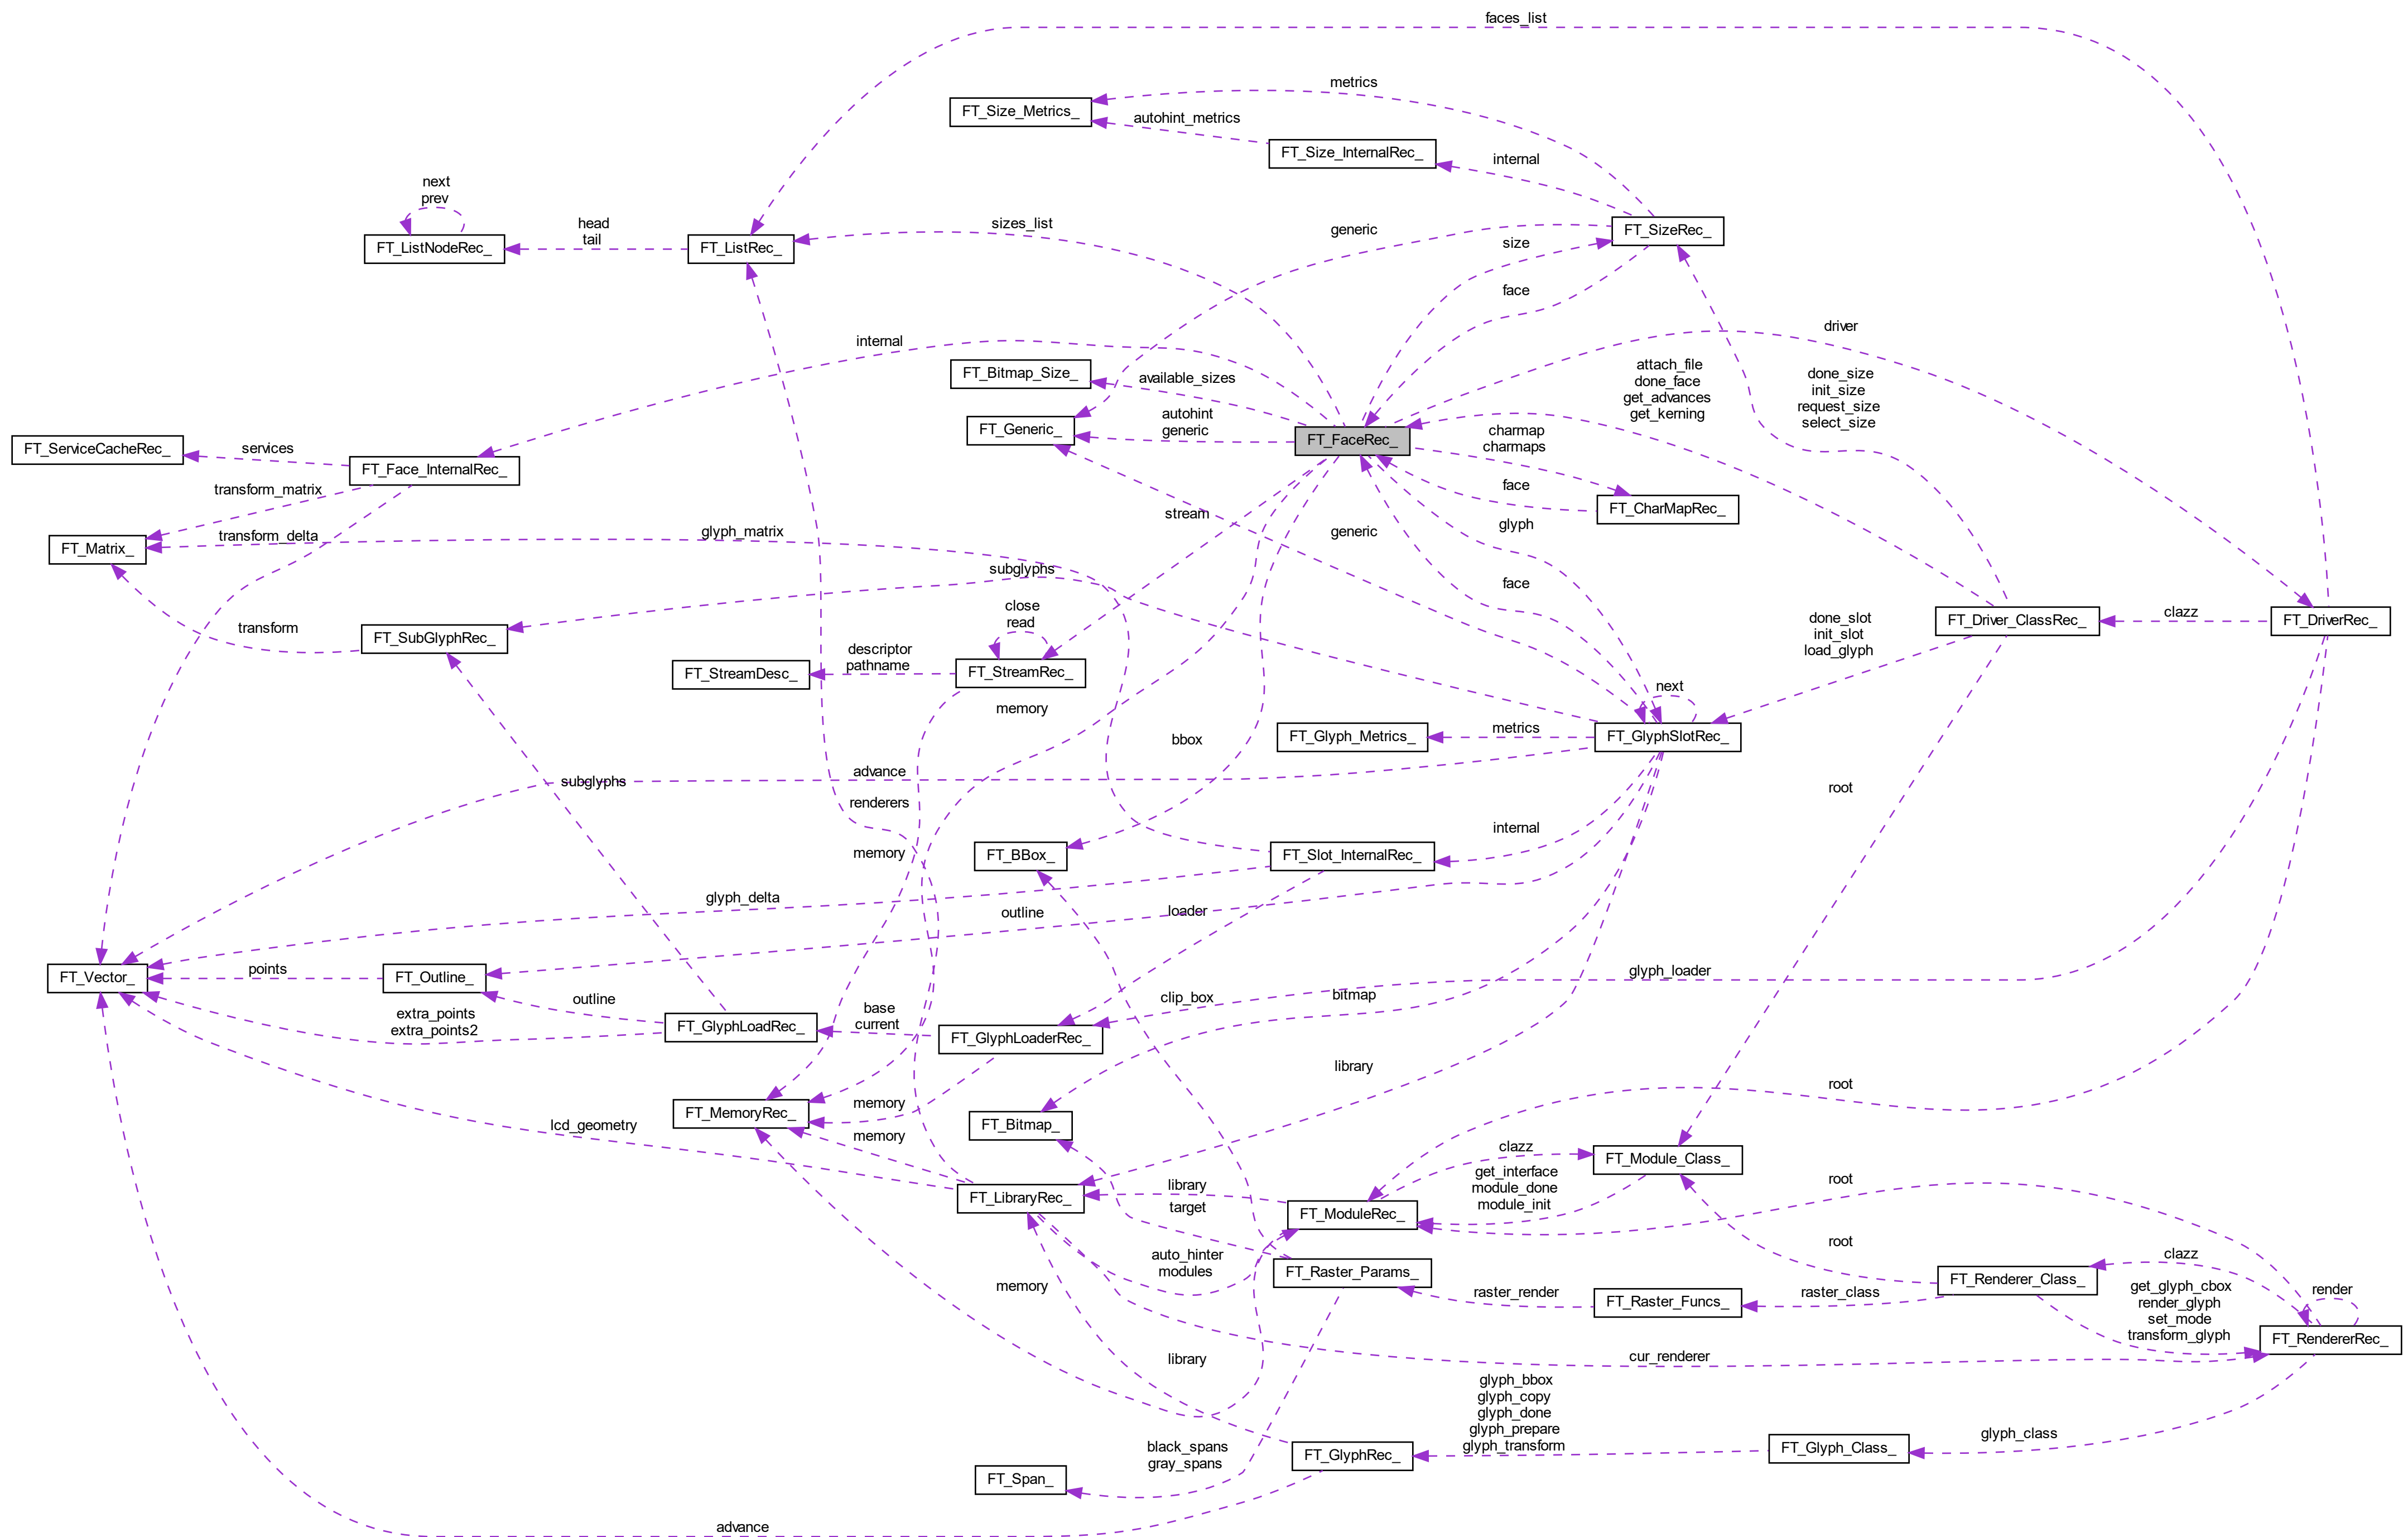 faces_list
metrics
FT_Size_Metrics_
autohint_metrics
FT_Size_InternalRec_
internal
next
prev
head
tail
sizes_list
generic
size
FT_SizeRec_
FT_ListNodeRec_
FT_ListRec_
face
driver
internal
attach_file
done_face
get_advances
get_kerning
done_size
init_size
request_size
select_size
FT_Bitmap_Size_
available_sizes
autohint
generic
FT_Generic_
FT_FaceRec_
charmap
charmaps
FT_ServiceCacheRec_
services
FT_Face_InternalRec_
transform_matrix
face
FT_CharMapRec_
stream
glyph
generic
transform_delta
glyph_matrix
FT_Matrix_
subglyphs
face
close
read
done_slot
init_slot
load_glyph
clazz
FT_Driver_ClassRec_
FT_DriverRec_
transform
FT_SubGlyphRec_
descriptor
pathname
FT_StreamDesc_
FT_StreamRec_
next
memory
metrics
FT_Glyph_Metrics_
FT_GlyphSlotRec_
bbox
advance
subglyphs
root
renderers
internal
memory
FT_BBox_
FT_Slot_InternalRec_
glyph_delta
outline
loader
points
FT_Vector_
FT_Outline_
glyph_loader
outline
clip_box
bitmap
extra_points
extra_points2
FT_GlyphLoadRec_
base
current
FT_GlyphLoaderRec_
library
root
memory
FT_MemoryRec_
lcd_geometry
memory
FT_Bitmap_
clazz
FT_Module_Class_
get_interface
module_done
module_init
library
target
FT_LibraryRec_
root
FT_ModuleRec_
root
auto_hinter
modules
clazz
FT_Raster_Params_
FT_Renderer_Class_
memory
raster_render
FT_Raster_Funcs_
raster_class
get_glyph_cbox
render_glyph
set_mode
transform_glyph
render
FT_RendererRec_
library
cur_renderer
glyph_bbox
glyph_copy
glyph_done
glyph_prepare
glyph_transform
glyph_class
black_spans
gray_spans
FT_GlyphRec_
FT_Glyph_Class_
FT_Span_
advance